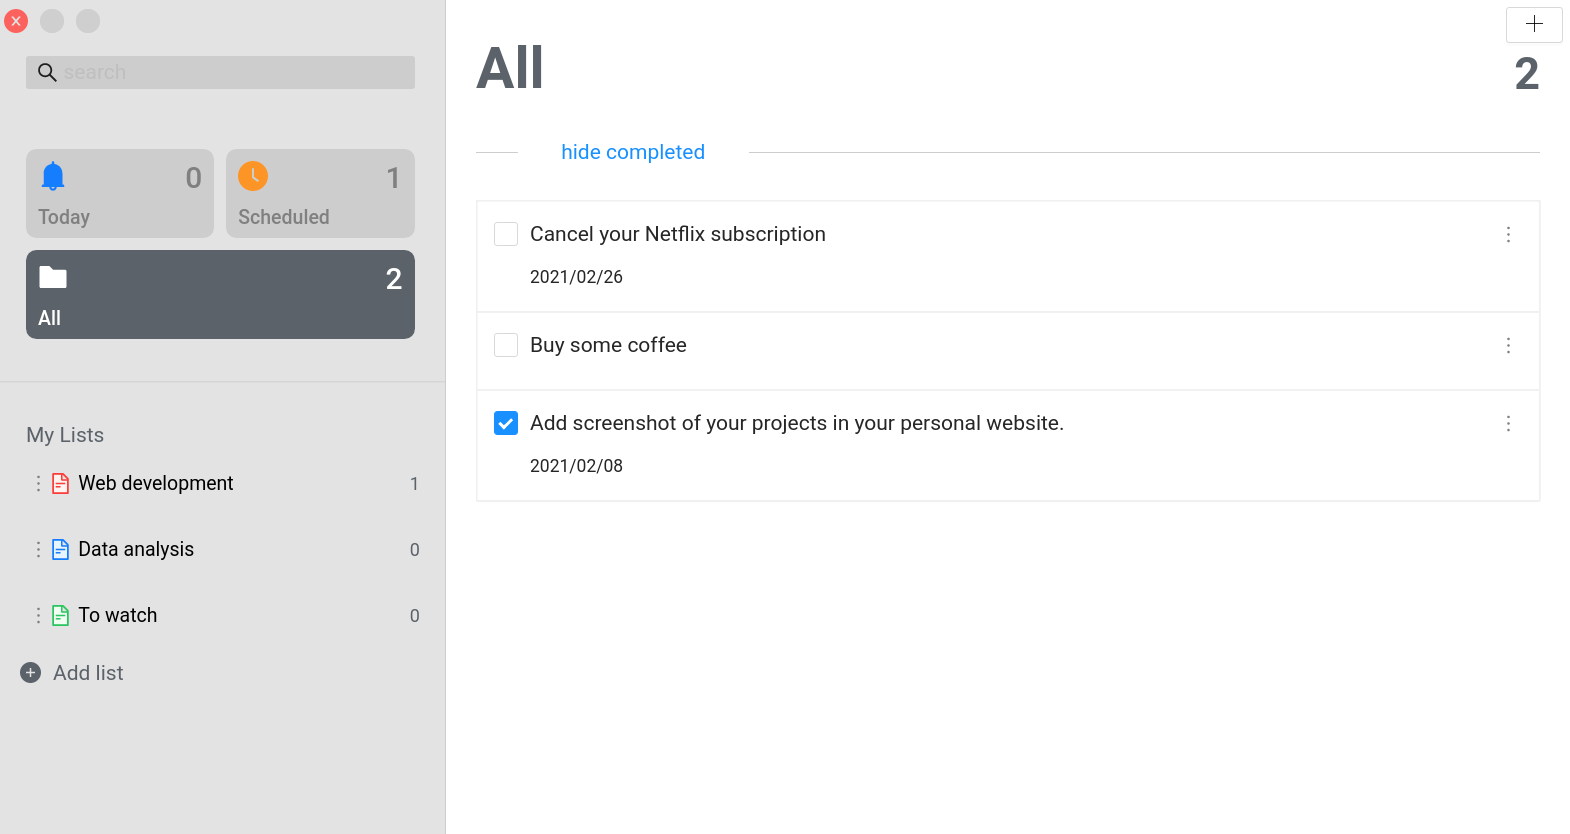 search
0
Today
1
Scheduled
2
All
My Lists
Web development 1
Data analysis 0
To watch 0
Add list
All
2
hide completed
Cancel your Netflix subscription
2021/02/26
Buy some coffee
Add screenshot of your projects in your personal website.
2021/02/08